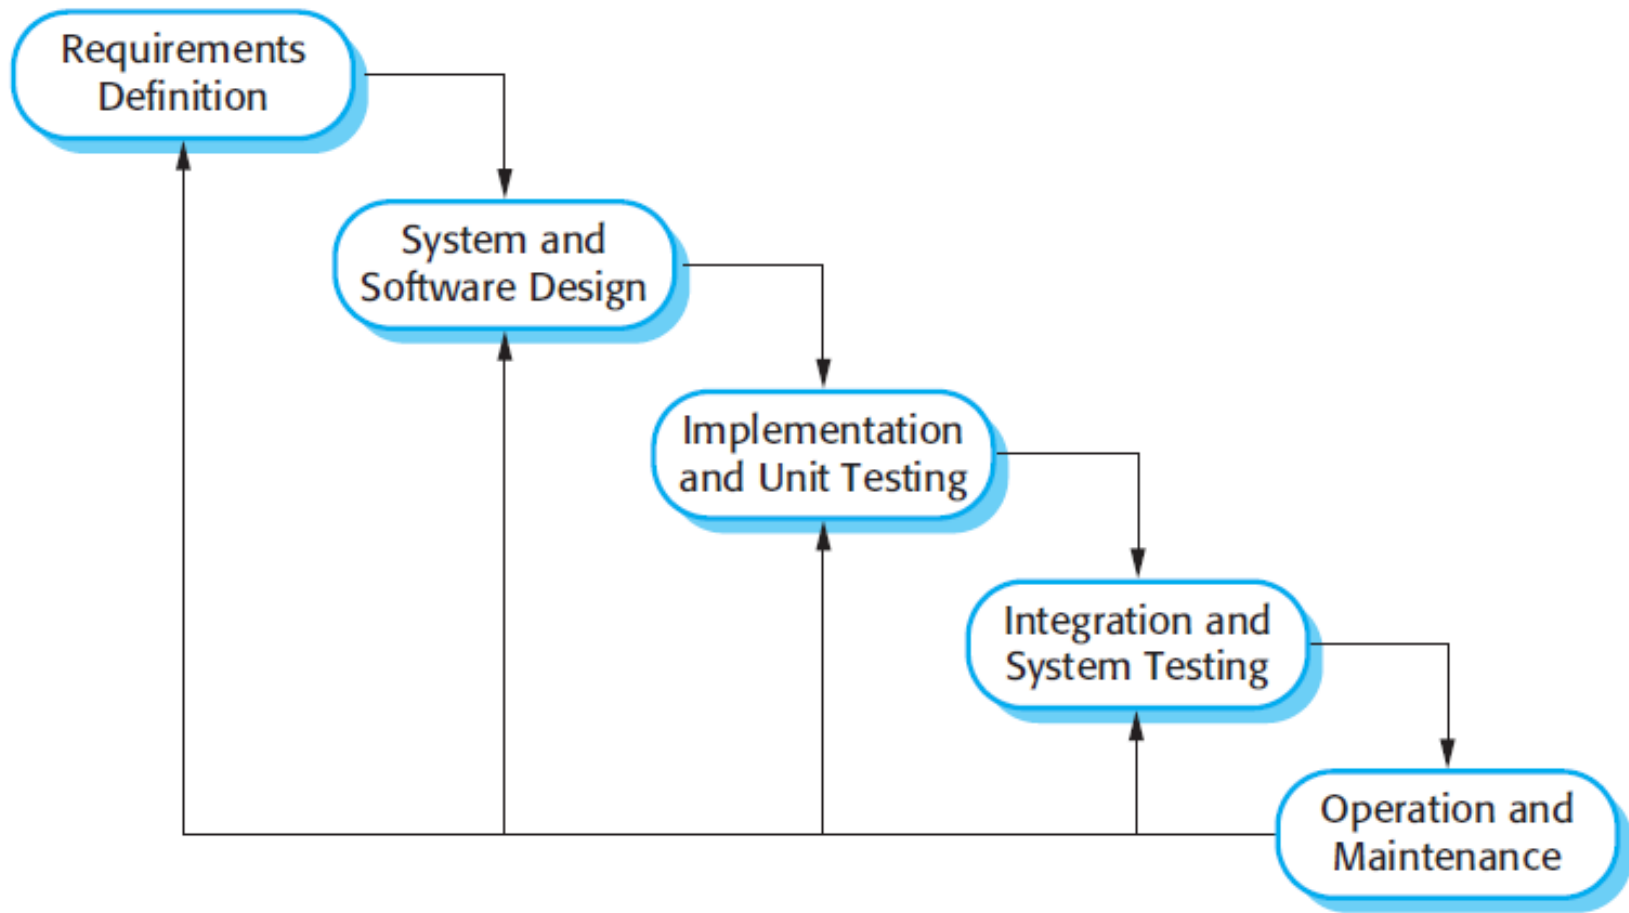 Requirements
Definition
System and
Software Design
Implementation
and Unit Testing
Integration and
System Testing
Operation and
Maintenance